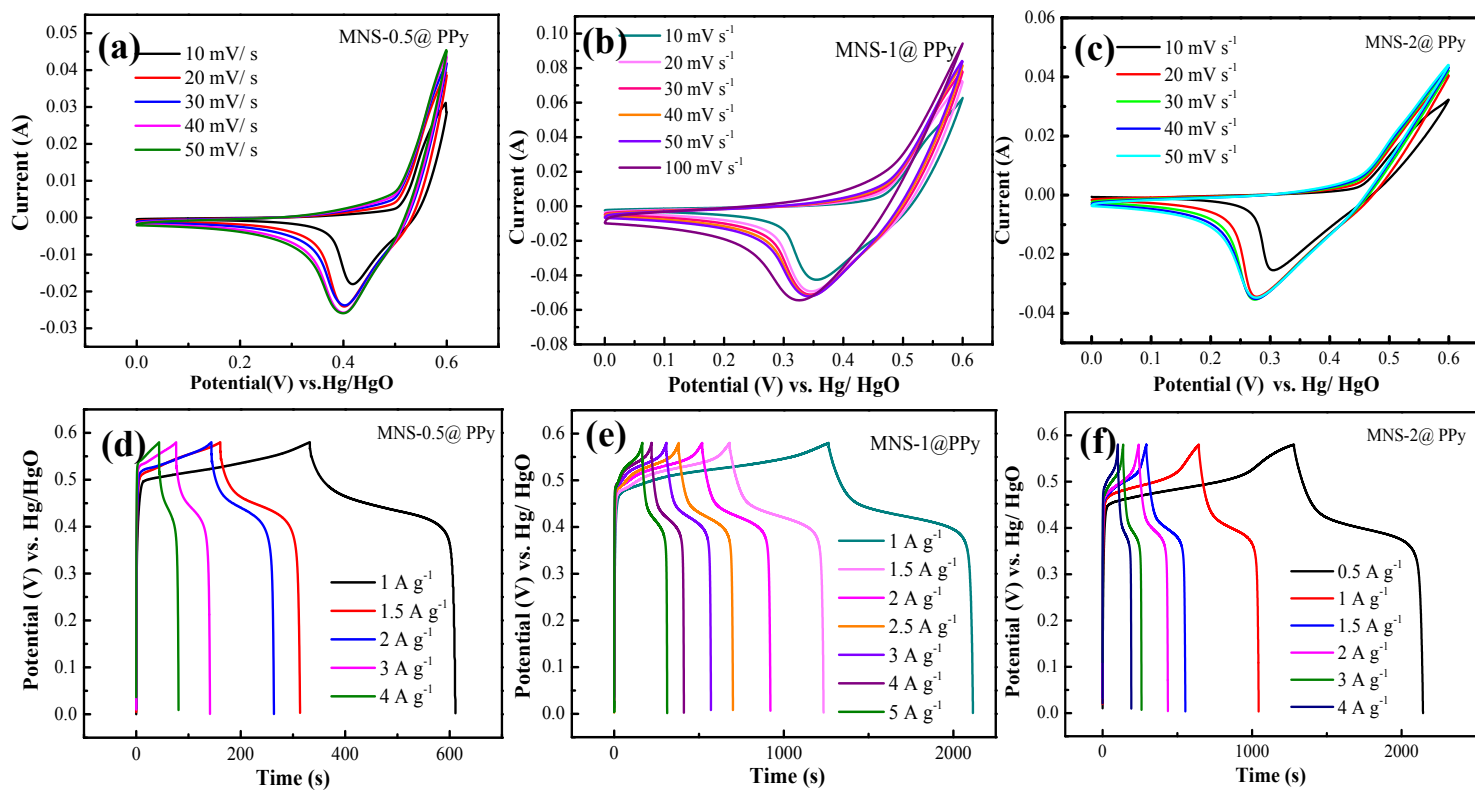 (a)
MNS-0.5@ PPy
10 mV/ s
20 mV/ s
30 mV/ s
40 mV/ s
50 mV/ s
0.05
0.04
0.03
0.02
0.01
0.00
-0.01
-0.02
-0.03
Current (A)
0.0 0.2 0.4 0.6
Potential(V) vs.Hg/HgO
(b)
MNS-1@ PPy
10 mV s⁻¹
20 mV s⁻¹
30 mV s⁻¹
40 mV s⁻¹
50 mV s⁻¹
100 mV s⁻¹
0.10
0.08
0.06
0.04
0.02
0.00
-0.02
-0.04
-0.06
-0.08
Current (A)
0.0 0.1 0.2 0.3 0.4 0.5 0.6
Potential (V) vs. Hg/ HgO
(c)
MNS-2@ PPy
10 mV s⁻¹
20 mV s⁻¹
30 mV s⁻¹
40 mV s⁻¹
50 mV s⁻¹
0.06
0.04
0.02
0.00
-0.02
-0.04
Current (A)
0.0 0.1 0.2 0.3 0.4 0.5 0.6
Potential (V) vs. Hg/ HgO
(d)
MNS-0.5@ PPy
0.6
0.5
0.4
0.3
0.2
0.1
0.0
Potential (V) vs. Hg/HgO
1 A g⁻¹
1.5 A g⁻¹
2 A g⁻¹
3 A g⁻¹
4 A g⁻¹
0 200 400 600
Time (s)
(e)
MNS-1@PPy
0.6
0.5
0.4
0.3
0.2
0.1
0.0
Potential (V) vs. Hg/ HgO
1 A g⁻¹
1.5 A g⁻¹
2 A g⁻¹
2.5 A g⁻¹
3 A g⁻¹
4 A g⁻¹
5 A g⁻¹
0 1000 2000
Time (s)
(f)
MNS-2@ PPy
0.6
0.5
0.4
0.3
0.2
0.1
0.0
Potential (V) vs. Hg/ HgO
0.5 A g⁻¹
1 A g⁻¹
1.5 A g⁻¹
2 A g⁻¹
3 A g⁻¹
4 A g⁻¹
0 1000 2000
Time (s)